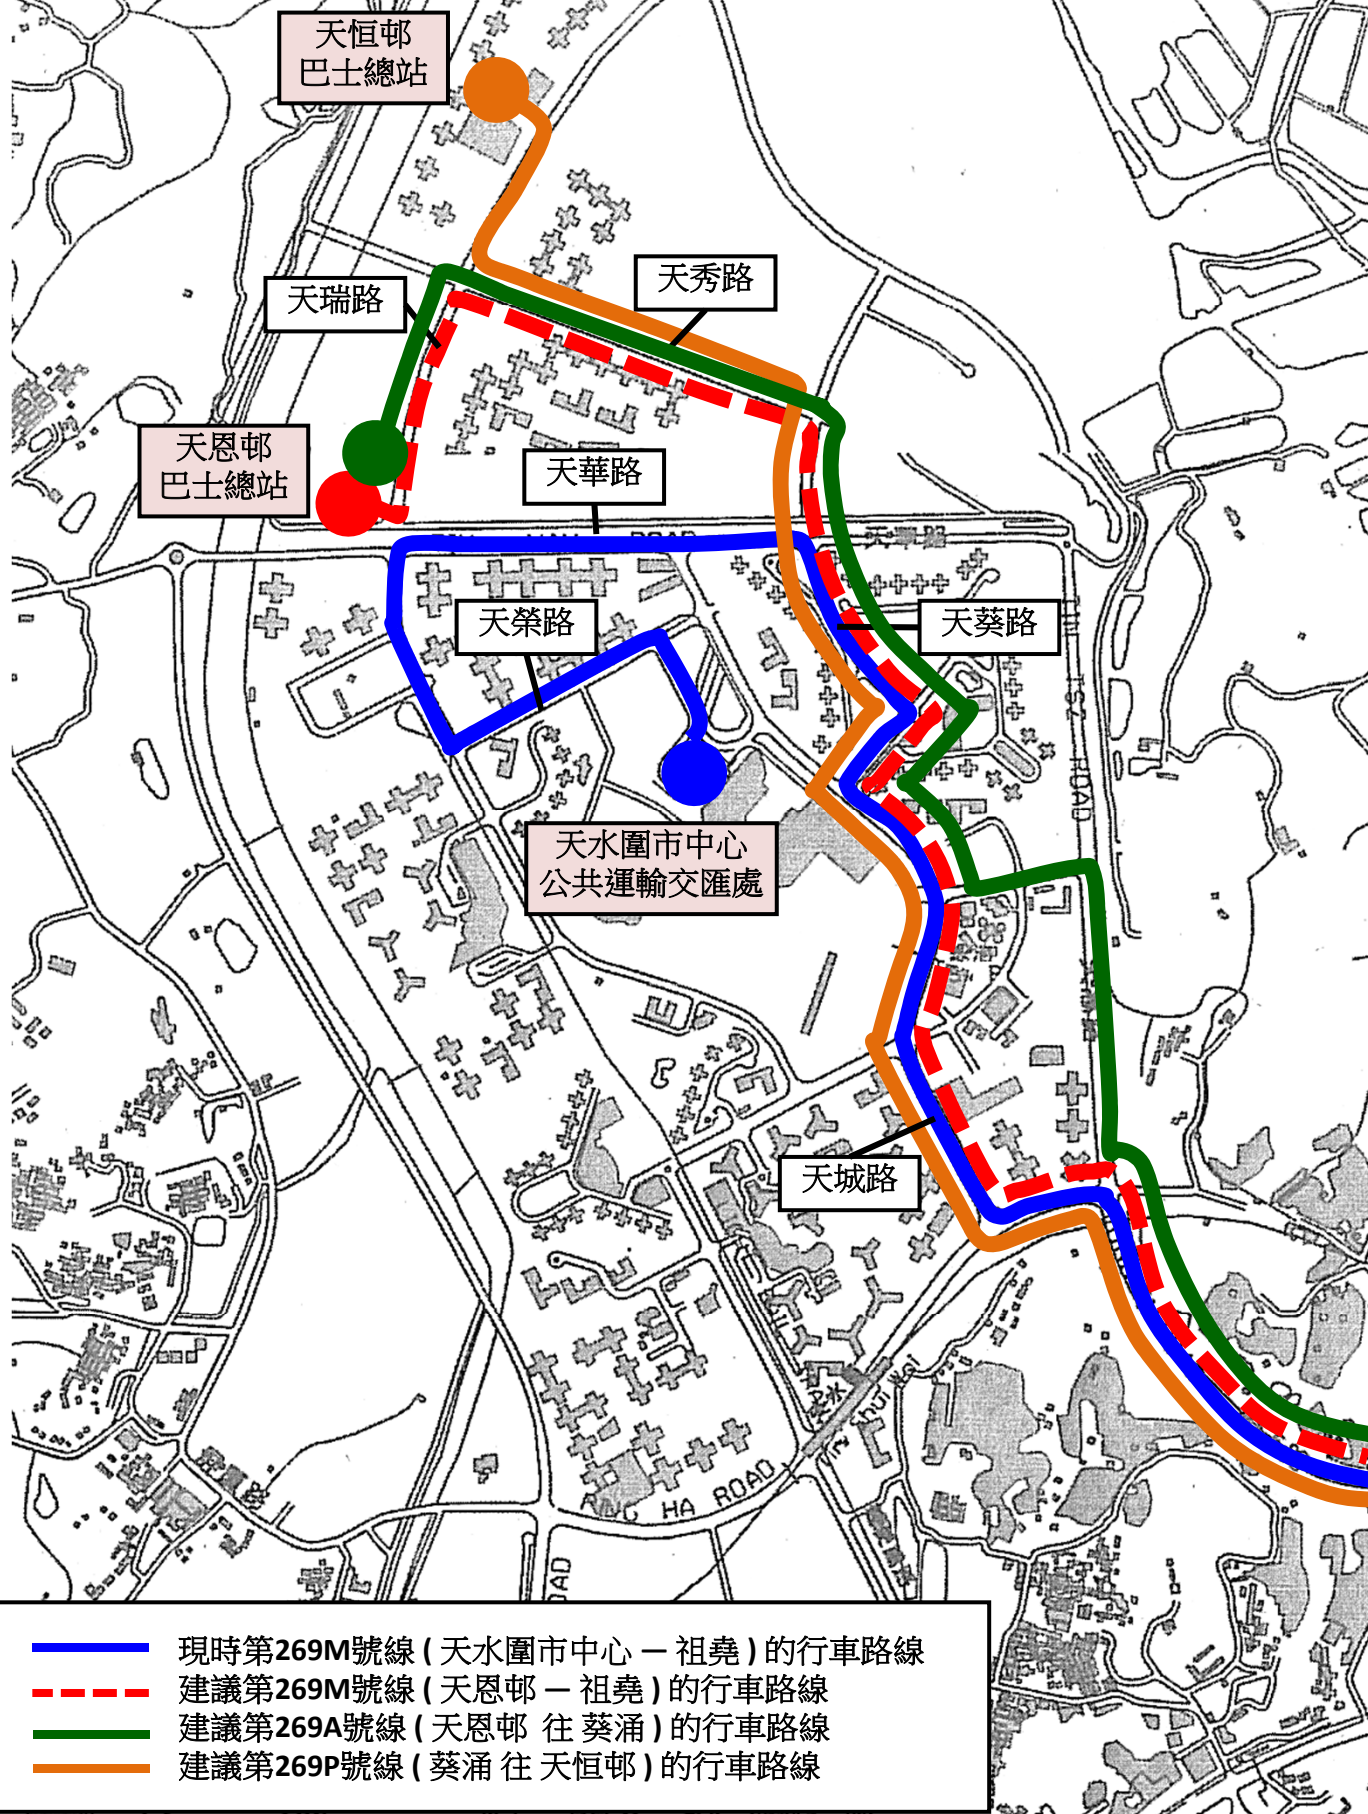 天恒邨
巴士總站
天秀路
天瑞路
天恩邨
巴士總站
天華路
ROAD
天榮路
天葵路
TSZ ROAD
天水圍市中心
公共運輸交匯處
天城路
HA ROAD
現時第269M號線 ( 天水圍市中心 — 祖堯 ) 的行車路線
建議第269M號線 ( 天恩邨 — 祖堯 ) 的行車路線
建議第269A號線 ( 天恩邨 往 葵涌 ) 的行車路線
建議第269P號線 ( 葵涌 往 天恒邨 ) 的行車路線